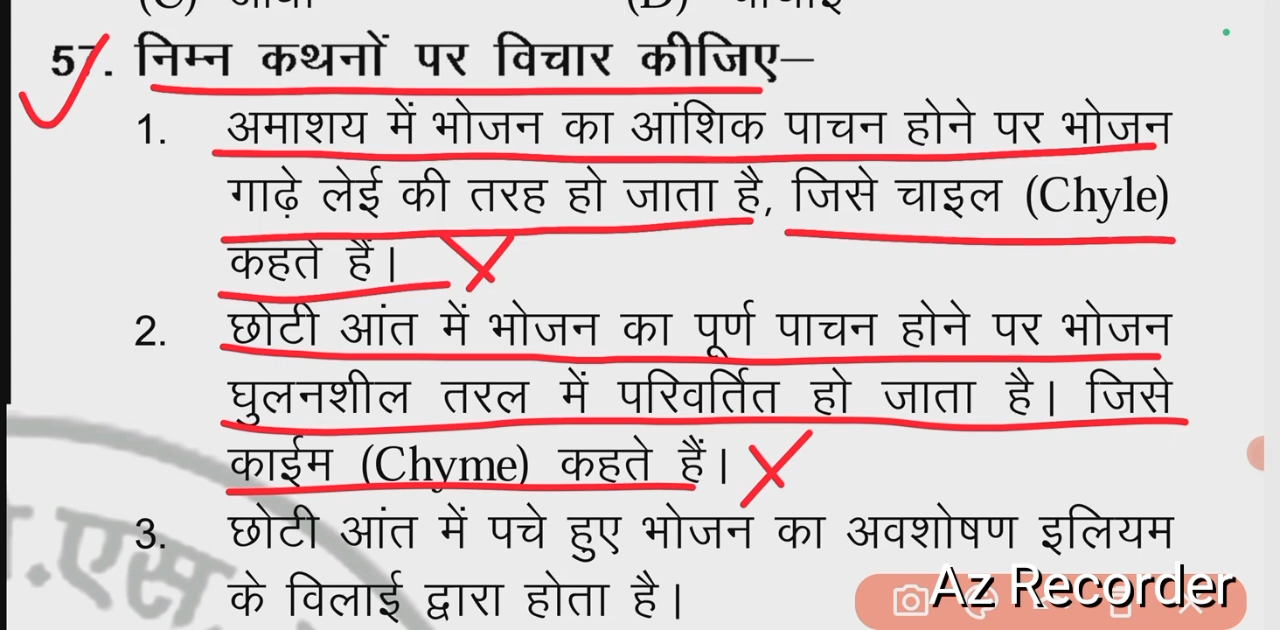 57. निम्न कथनों पर विचार कीजिए—
1. अमाशय में भोजन का आंशिक पाचन होने पर भोजन
गाढ़े लेई की तरह हो जाता है, जिसे चाइल (Chyle)
कहते हैं।
2. छोटी आंत में भोजन का पूर्ण पाचन होने पर भोजन
घुलनशील तरल में परिवर्तित हो जाता है। जिसे
काईम (Chyme) कहते हैं।
3. छोटी आंत में पचे हुए भोजन का अवशोषण इलियम
के विलाई द्वारा होता है।
.एस
Az Recorder